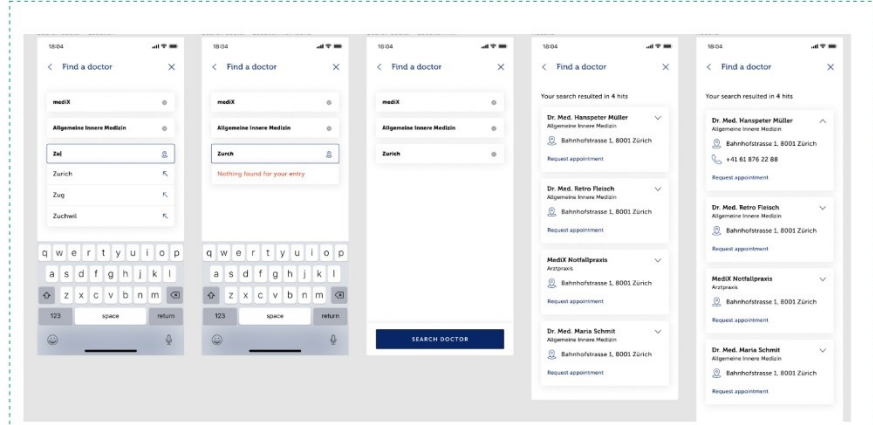 18:04
Find a doctor
mediX
Allgemeine Innere Medizin
Zu
Zurich
Zug
Zuchwil
q w e r t y u i o p
a s d f g h j k l
z x c v b n m
123 space return
18:04
Find a doctor
mediX
Allgemeine Innere Medizin
Zurch
Nothing found for your entry
q w e r t y u i o p
a s d f g h j k l
z x c v b n m
123 space return
18:04
Find a doctor
mediX
Allgemeine Innere Medizin
Zurich
SEARCH DOCTOR
18:04
Find a doctor
Your search resulted in 4 hits
Dr. Med. Hanspeter Müller
Allgemeine Innere Medizin
Bahnhofstrasse 1, 8001 Zürich
Request appointment
Dr. Med. Retro Fleisch
Allgemeine Innere Medizin
Bahnhofstrasse 1, 8001 Zürich
Request appointment
MediX Notfallpraxis
Arztpraxis
Bahnhofstrasse 1, 8001 Zürich
Request appointment
Dr. Med. Maria Schmit
Allgemeine Innere Medizin
Bahnhofstrasse 1, 8001 Zürich
Request appointment
18:04
Find a doctor
Your search resulted in 4 hits
Dr. Med. Hanspeter Müller
Allgemeine Innere Medizin
Bahnhofstrasse 1, 8001 Zürich
+41 61 876 22 88
Request appointment
Dr. Med. Retro Fleisch
Allgemeine Innere Medizin
Bahnhofstrasse 1, 8001 Zürich
Request appointment
MediX Notfallpraxis
Arztpraxis
Bahnhofstrasse 1, 8001 Zürich
Request appointment
Dr. Med. Maria Schmit
Allgemeine Innere Medizin
Bahnhofstrasse 1, 8001 Zürich
Request appointment